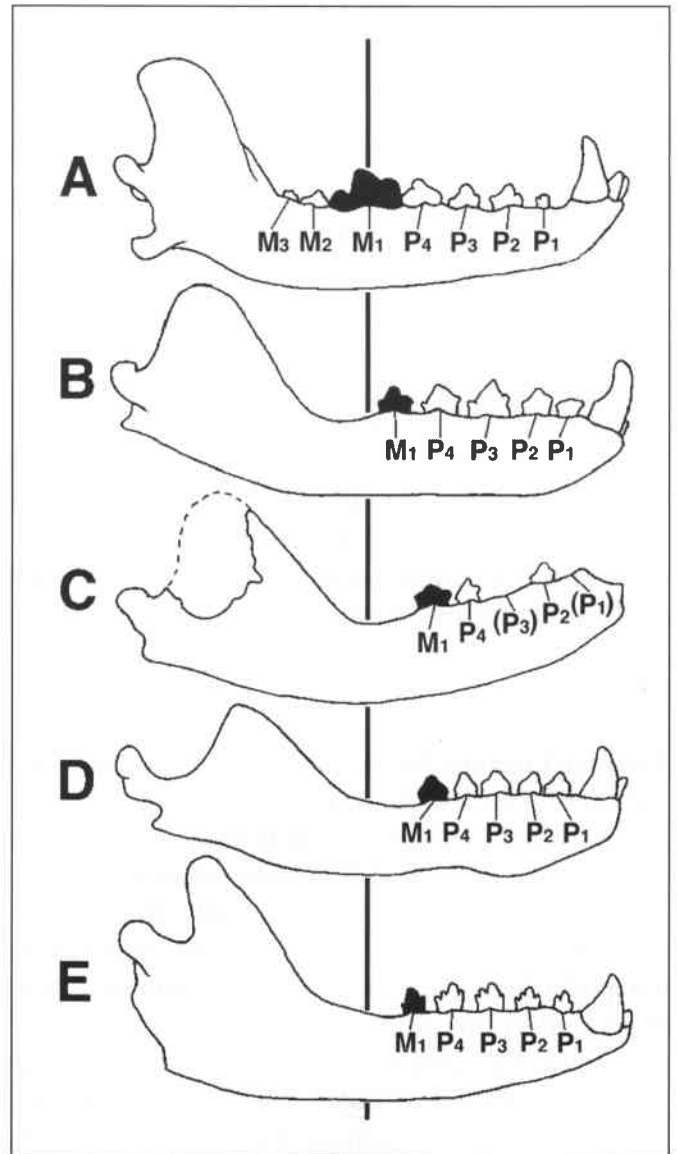 A
M3 M2 M1 P4 P3 P2 P1
B
M1 P4 P3 P2 P1
C
M1 P4 (P3) P2 (P1)
D
M1 P4 P3 P2 P1
E
M1 P4 P3 P2 P1